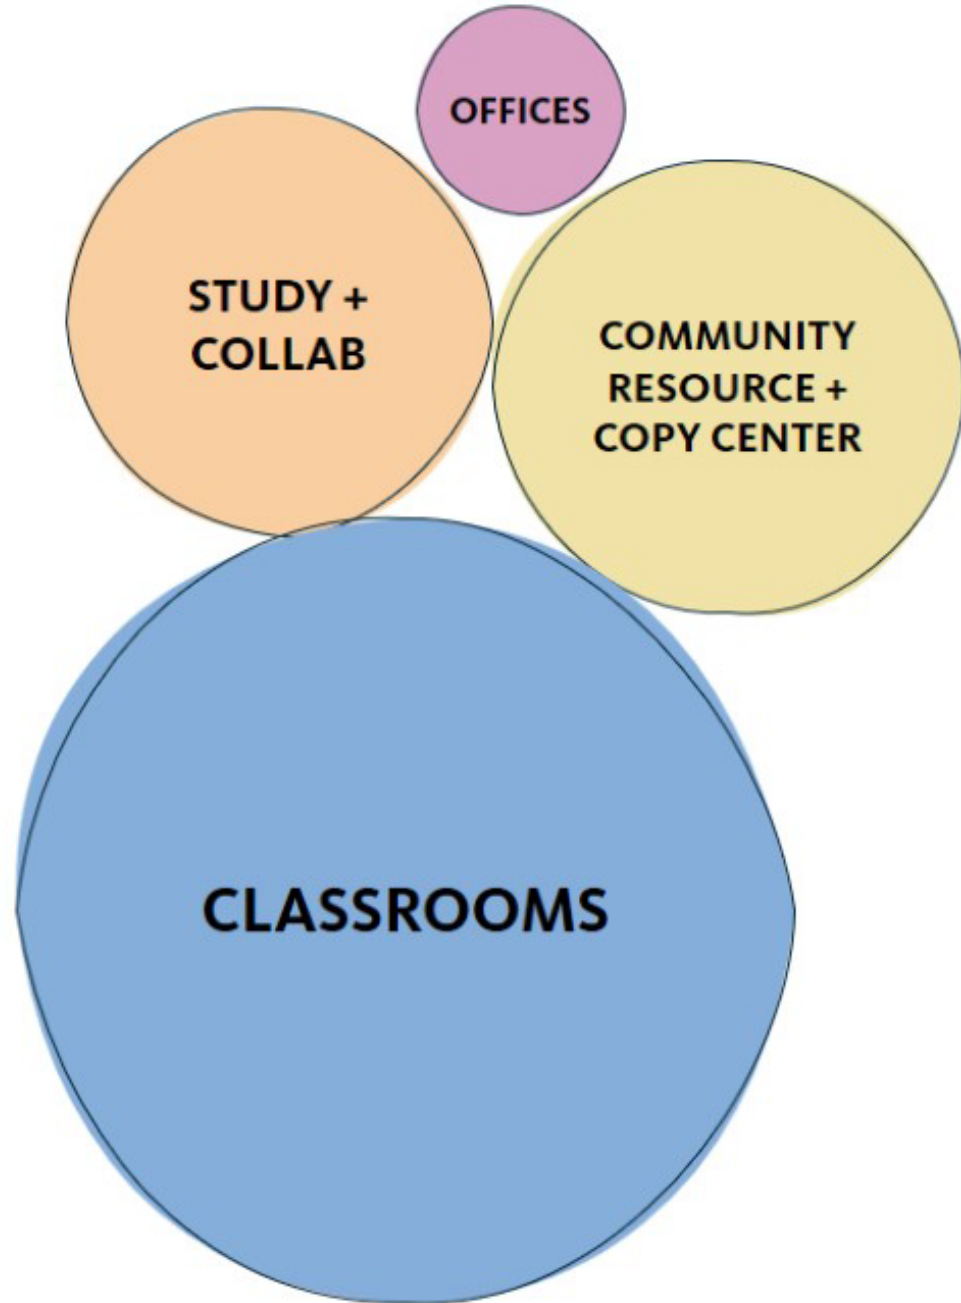 OFFICES
STUDY +
COLLAB
COMMUNITY
RESOURCE +
COPY CENTER
CLASSROOMS